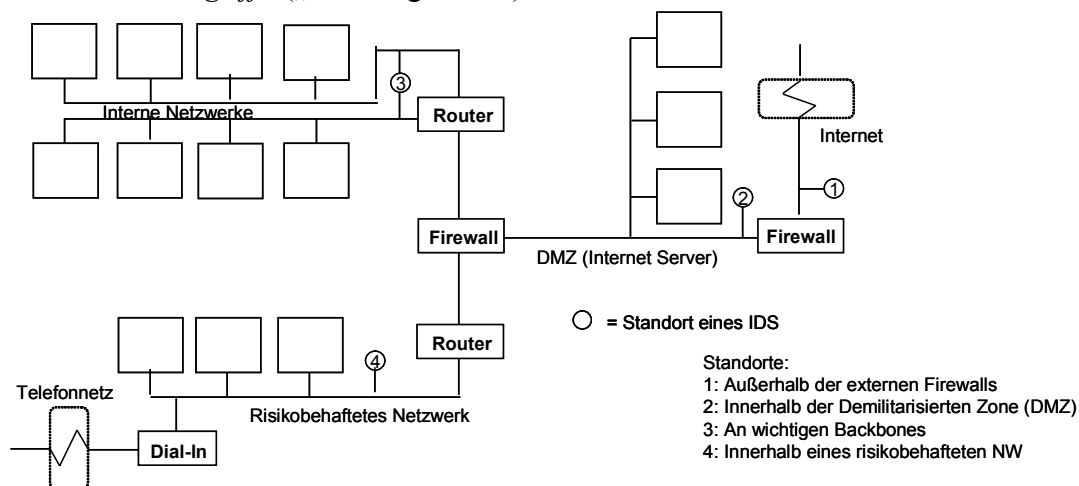 3
Interne Netzwerke
Router
Internet
1
2
Firewall
Firewall
DMZ (Internet Server)
= Standort eines IDS
Router
Standorte:
1: Außerhalb der externen Firewalls
2: Innerhalb der Demilitarisierten Zone (DMZ)
3: An wichtigen Backbones
4: Innerhalb eines risikobehafteten NW
4
Telefonnetz
Risikobehaftetes Netzwerk
Dial-In